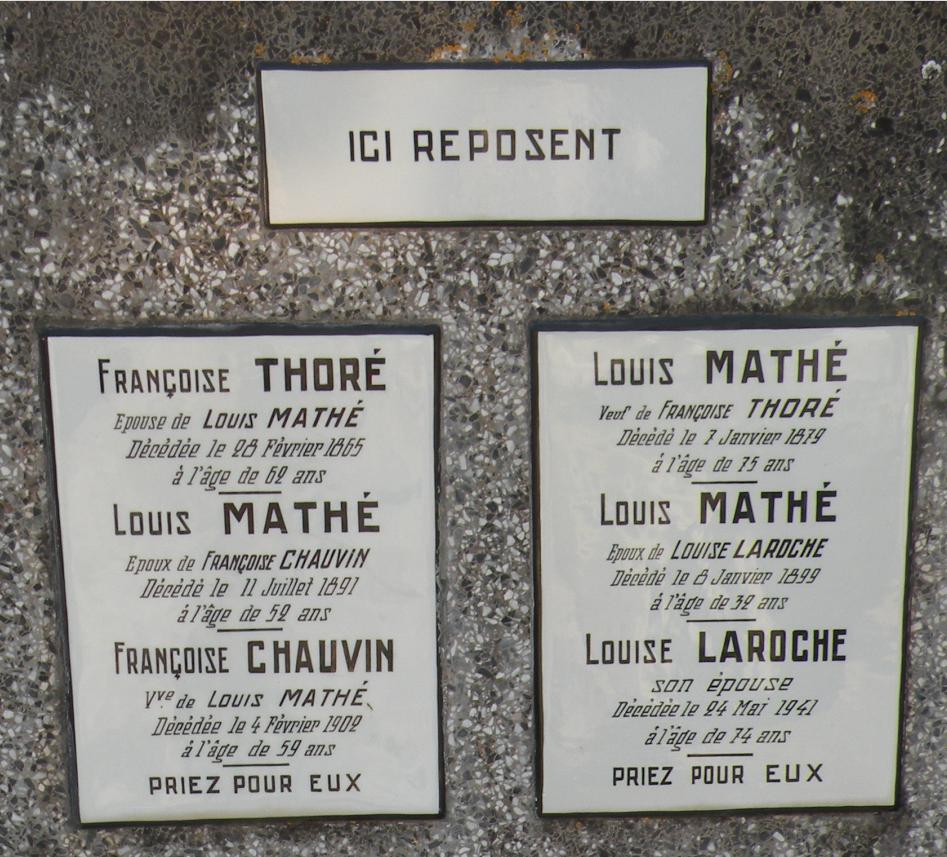 ICI REPOSENT
FRANÇOISE THORÉ
Epouse de LOUIS MATHÉ
Décédée le 28 Février 1865
à l'âge de 62 ans
LOUIS MATHÉ
Epoux de FRANÇOISE CHAUVIN
Décédé le 11 Juillet 1891
à l'âge de 52 ans
FRANÇOISE CHAUVIN
Vve de LOUIS MATHÉ
Décédée le 4 Février 1902
à l'âge de 59 ans
PRIEZ POUR EUX
LOUIS MATHÉ
Veuf de FRANÇOISE THORÉ
Décédé le 7 Janvier 1879
à l'âge de 75 ans
LOUIS MATHÉ
Epoux de LOUISE LAROCHE
Décédé le 8 Janvier 1899
à l'âge de 32 ans
LOUISE LAROCHE
son épouse
Décédée le 24 Mai 1941
à l'âge de 74 ans
PRIEZ POUR EUX